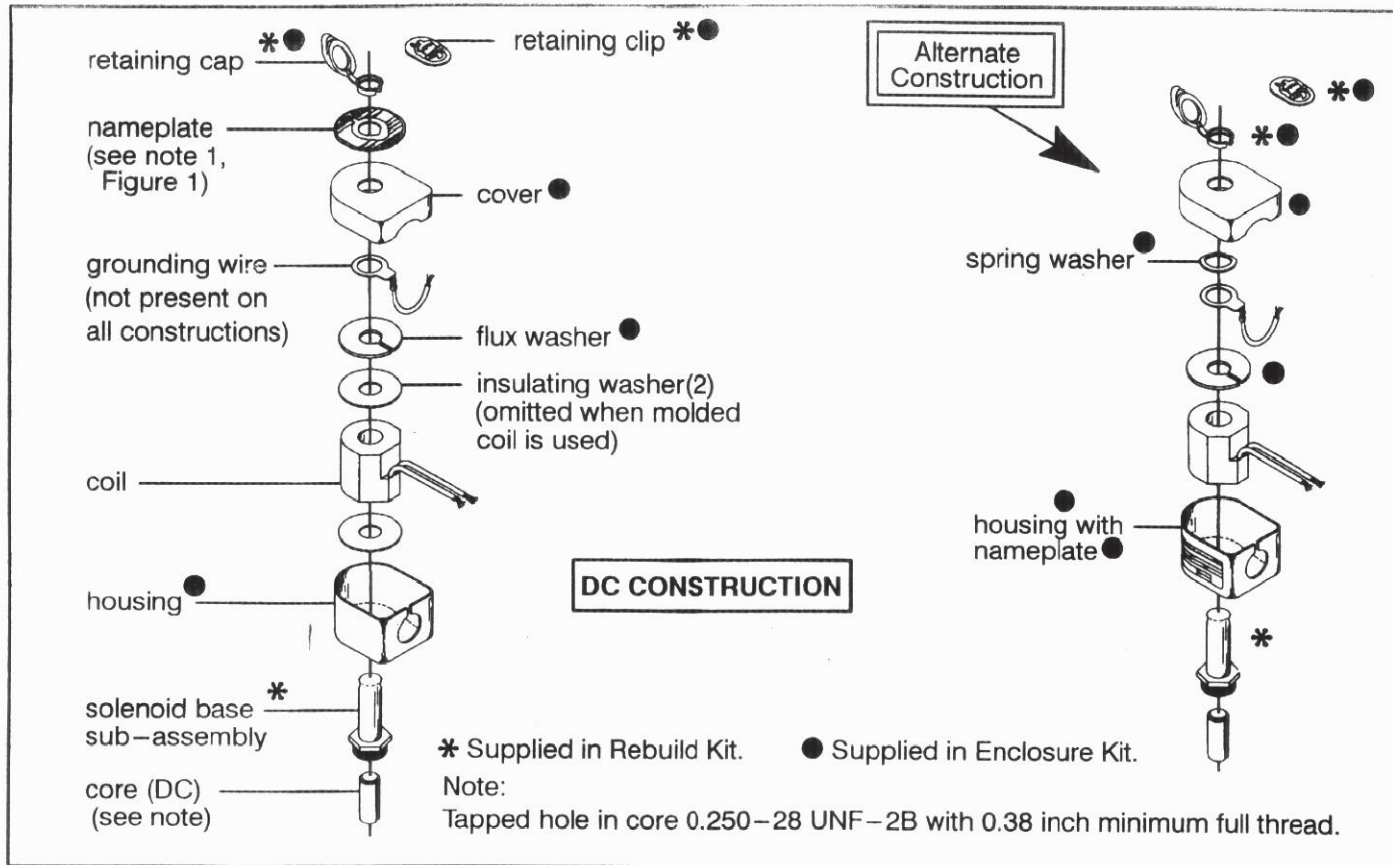 retaining cap *●
retaining clip *●
nameplate
(see note 1,
Figure 1)
cover ●
grounding wire
(not present on
all constructions)
flux washer ●
insulating washer(2)
(omitted when molded
coil is used)
coil
housing ●
solenoid base *
sub-assembly
core (DC)
(see note)
DC CONSTRUCTION
Alternate
Construction
*●
*●
●
spring washer ●
●
●
housing with
nameplate ●
*
* Supplied in Rebuild Kit. ● Supplied in Enclosure Kit.
Note:
Tapped hole in core 0.250-28 UNF-2B with 0.38 inch minimum full thread.